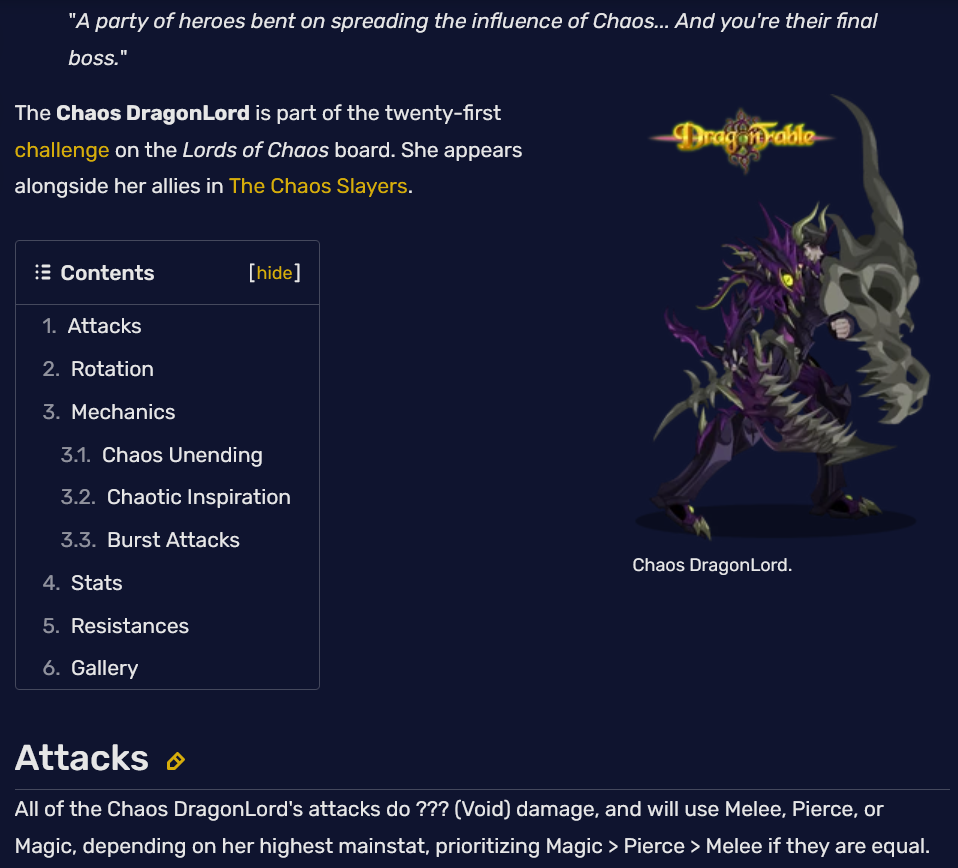 "A party of heroes bent on spreading the influence of Chaos... And you're their final
boss."
The Chaos DragonLord is part of the twenty-first
challenge on the Lords of Chaos board. She appears
alongside her allies in The Chaos Slayers.
DragonFable
Chaos DragonLord.
Contents [hide]
1. Attacks
2. Rotation
3. Mechanics
3.1. Chaos Unending
3.2. Chaotic Inspiration
3.3. Burst Attacks
4. Stats
5. Resistances
6. Gallery
Attacks
All of the Chaos DragonLord's attacks do ??? (Void) damage, and will use Melee, Pierce, or
Magic, depending on her highest mainstat, prioritizing Magic > Pierce > Melee if they are equal.